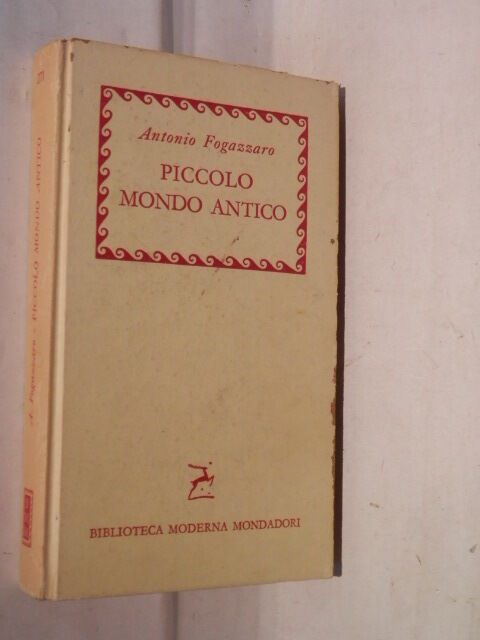 Antonio Fogazzaro
PICCOLO
MONDO ANTICO
BIBLIOTECA MODERNA MONDADORI
A. Fogazzaro - PICCOLO MONDO ANTICO